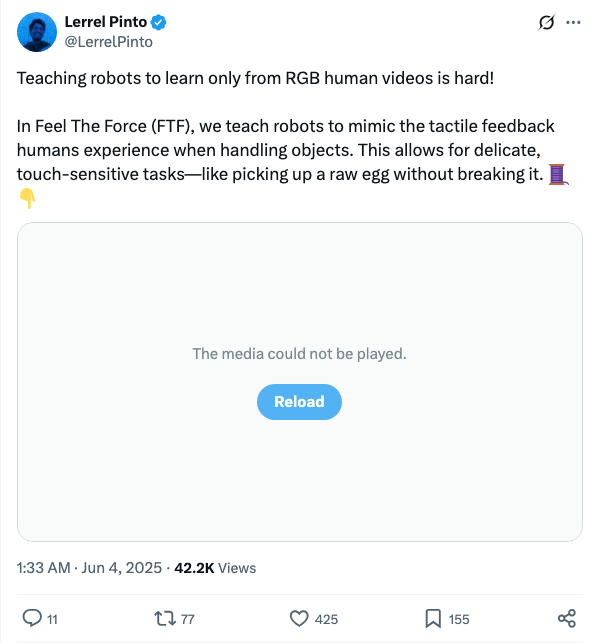 Lerrel Pinto
@LerrelPinto
Teaching robots to learn only from RGB human videos is hard!
In Feel The Force (FTF), we teach robots to mimic the tactile feedback
humans experience when handling objects. This allows for delicate,
touch-sensitive tasks—like picking up a raw egg without breaking it. 🧵
👇
The media could not be played.
Reload
1:33 AM · Jun 4, 2025 · 42.2K Views
11 77 425 155